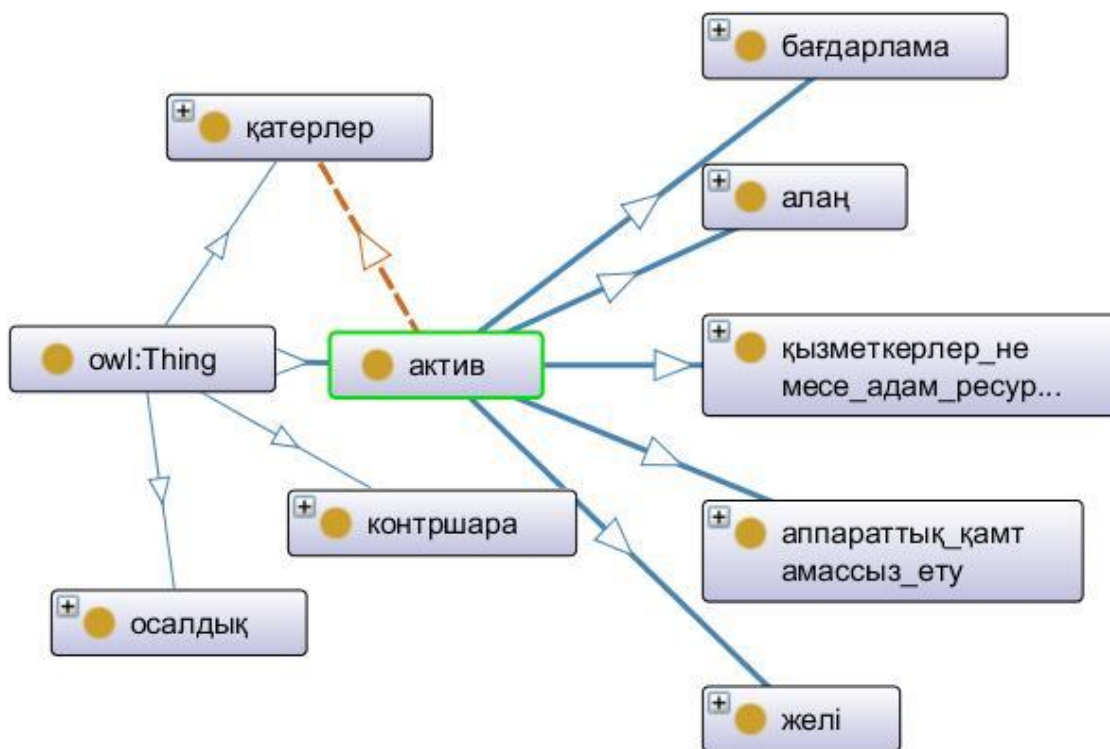 бағдарлама
қатерлер
алаң
owl:Thing
актив
қызметкерлер_не
месе_адам_ресур...
контршара
аппараттық_қамт
амассыз_ету
осалдық
желі